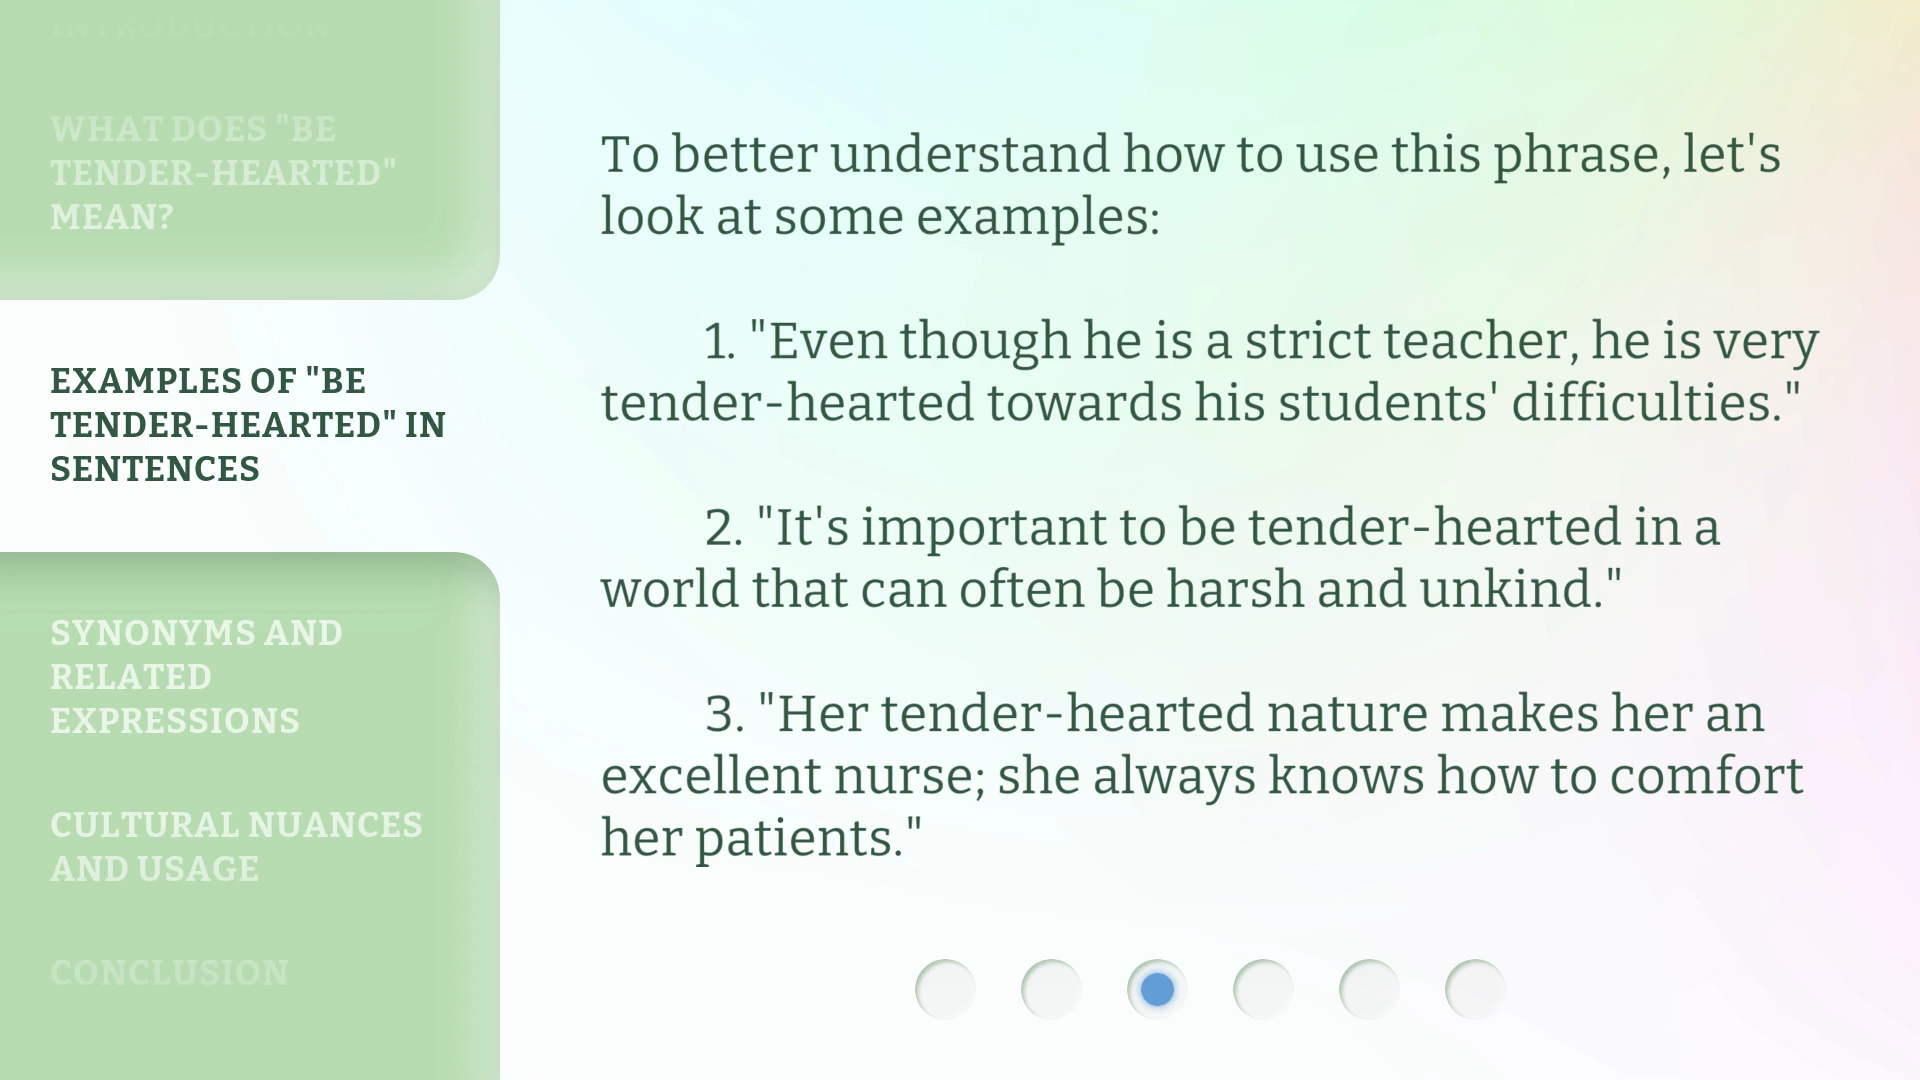 INTRODUCTION
WHAT DOES "BE
TENDER-HEARTED"
MEAN?
EXAMPLES OF "BE
TENDER-HEARTED" IN
SENTENCES
SYNONYMS AND
RELATED
EXPRESSIONS
CULTURAL NUANCES
AND USAGE
CONCLUSION
To better understand how to use this phrase, let's
look at some examples:
1. "Even though he is a strict teacher, he is very
tender-hearted towards his students' difficulties."
2. "It's important to be tender-hearted in a
world that can often be harsh and unkind."
3. "Her tender-hearted nature makes her an
excellent nurse; she always knows how to comfort
her patients."